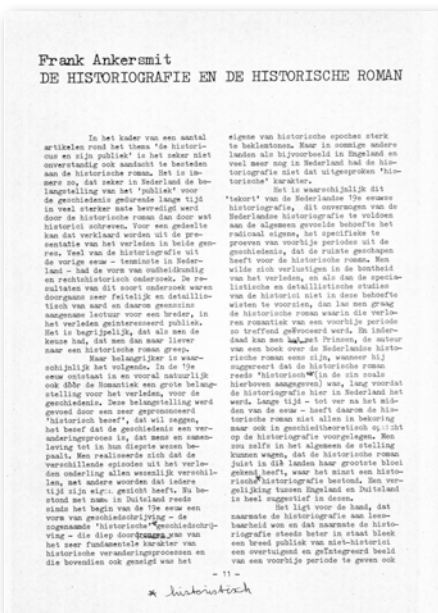 Frank Ankersmit
DE HISTORIOGRAFIE EN DE HISTORISCHE ROMAN
In het kader van een aantal
artikelen rond het thema 'de histori-
cus en zijn publiek' is het zeker niet
onverstandig ook aandacht te besteden
aan de historische roman. Het is im-
mers zo, dat zeker in Nederland de be-
langstelling van het 'publiek' voor
de geschiedenis gedurende lange tijd
in veel sterker mate bevredigd werd
door de historische roman dan door wat
historici schreven. Voor een gedeelte
kan dat verklaard worden uit de pre-
sentatie van het verleden in beide gen-
res. Veel van de historiografie uit
de vorige eeuw - tenminste in Neder-
land - had de vorm van oudheidkundig
en rechtshistorisch onderzoek. De re-
sultaten van dit soort onderzoek waren
doorgaans zeer feitelijk en detaillis-
tisch van aard en daarom geenszins
aangename lectuur voor een breder, in
het verleden geinteresseerd publiek.
Het is begrijpelijk, dat als men de
keuze had, dat men dan maar liever
naar een historische roman greep.
Maar belangrijker is waar-
schijnlijk het volgende. In de 19e
eeuw ontstaat in en vooral natuurlijk
ook dóór de Romantiek een grote belang-
stelling voor het verleden, voor de
geschiedenis. Deze belangstelling werd
gevoed door een zeer geprononceerd
'historisch besef', dat wil zeggen,
het besef dat de geschiedenis een ver-
anderingsproces is, dat mens en samen-
leving tot in hun diepste wezen be-
paalt. Men realiseerde zich dat de
verschillende episodes uit het verle-
den onderling allen wezenlijk verschil-
len, met andere woorden dat iedere
tijd zijn eigen gezicht heeft. Nu be-
stond met name in Duitsland reeds
sinds het begin van de 19e eeuw een
vorm van geschiedschrijving - de
zogenaamde 'historische' geschiedschrij-
ving - die diep doordrongen was van
het zeer fundamentele karakter van
historische veranderingsprocessen en
die bovendien ook geneigd was het
eigene van historische epoches sterk
te beklemtonen. Maar in sommige andere
landen als bijvoorbeeld in Engeland en
veel meer nog in Nederland had de his-
toriografie niet dat uitgesproken 'his-
torische' karakter.
Het is waarschijnlijk dit
'tekort' van de Nederlandse 19e eeuwse
historiografie, dit onvermogen van de
Nederlandse historiografie te voldoen
aan de algemeen gevoelde behoefte het
radicaal eigene, het specifieke te
proeven van voorbije periodes uit de
geschiedenis, dat de ruimte geschapen
heeft voor de historische roman. Men
wilde zich verlustigen in de bontheid
van het verleden, en als dan de specia-
listische en detaillistische studies
van de historici niet in deze behoefte
wisten te voorzien, dan las men graag
de historische roman waarin die verlo-
ren romantiek van een voorbije periode
zo treffend geëvoceerd werd. En inder-
daad kan men het met Prinsen, de auteur
van een boek over de Nederlandse histo-
rische roman eens zijn, wanneer hij
suggereert dat de historische roman
reeds 'historisch' (in de zin zoals
hierboven aangegeven) was, lang voordat
de historiografie hier in Nederland het
werd. Lange tijd - tot ver na het mid-
den van de eeuw - heeft daarom de his-
torische roman niet allen in bekoring
maar ook in geschiedtheoretisch opzicht
op de historiografie voorgelegen. Men
zou zelfs in het algemeen de stelling
kunnen wagen, dat de historische roman
juist in díe landen haar grootste bloei
gekend heeft, waar het minst een histo-
rische historiografie bestond. Een ver-
gelijking tussen Engeland en Duitsland
is heel suggestief in dezen.
Het ligt voor de hand, dat
naarmate de historiografie aan lees-
baarheid won en dat naarmate de histo-
riografie steeds beter in staat bleek
een breed publiek van niet-historici
een overtuigend en geïntegreerd beeld
van een voorbije periode te geven ook
- 11 -
* historistisch